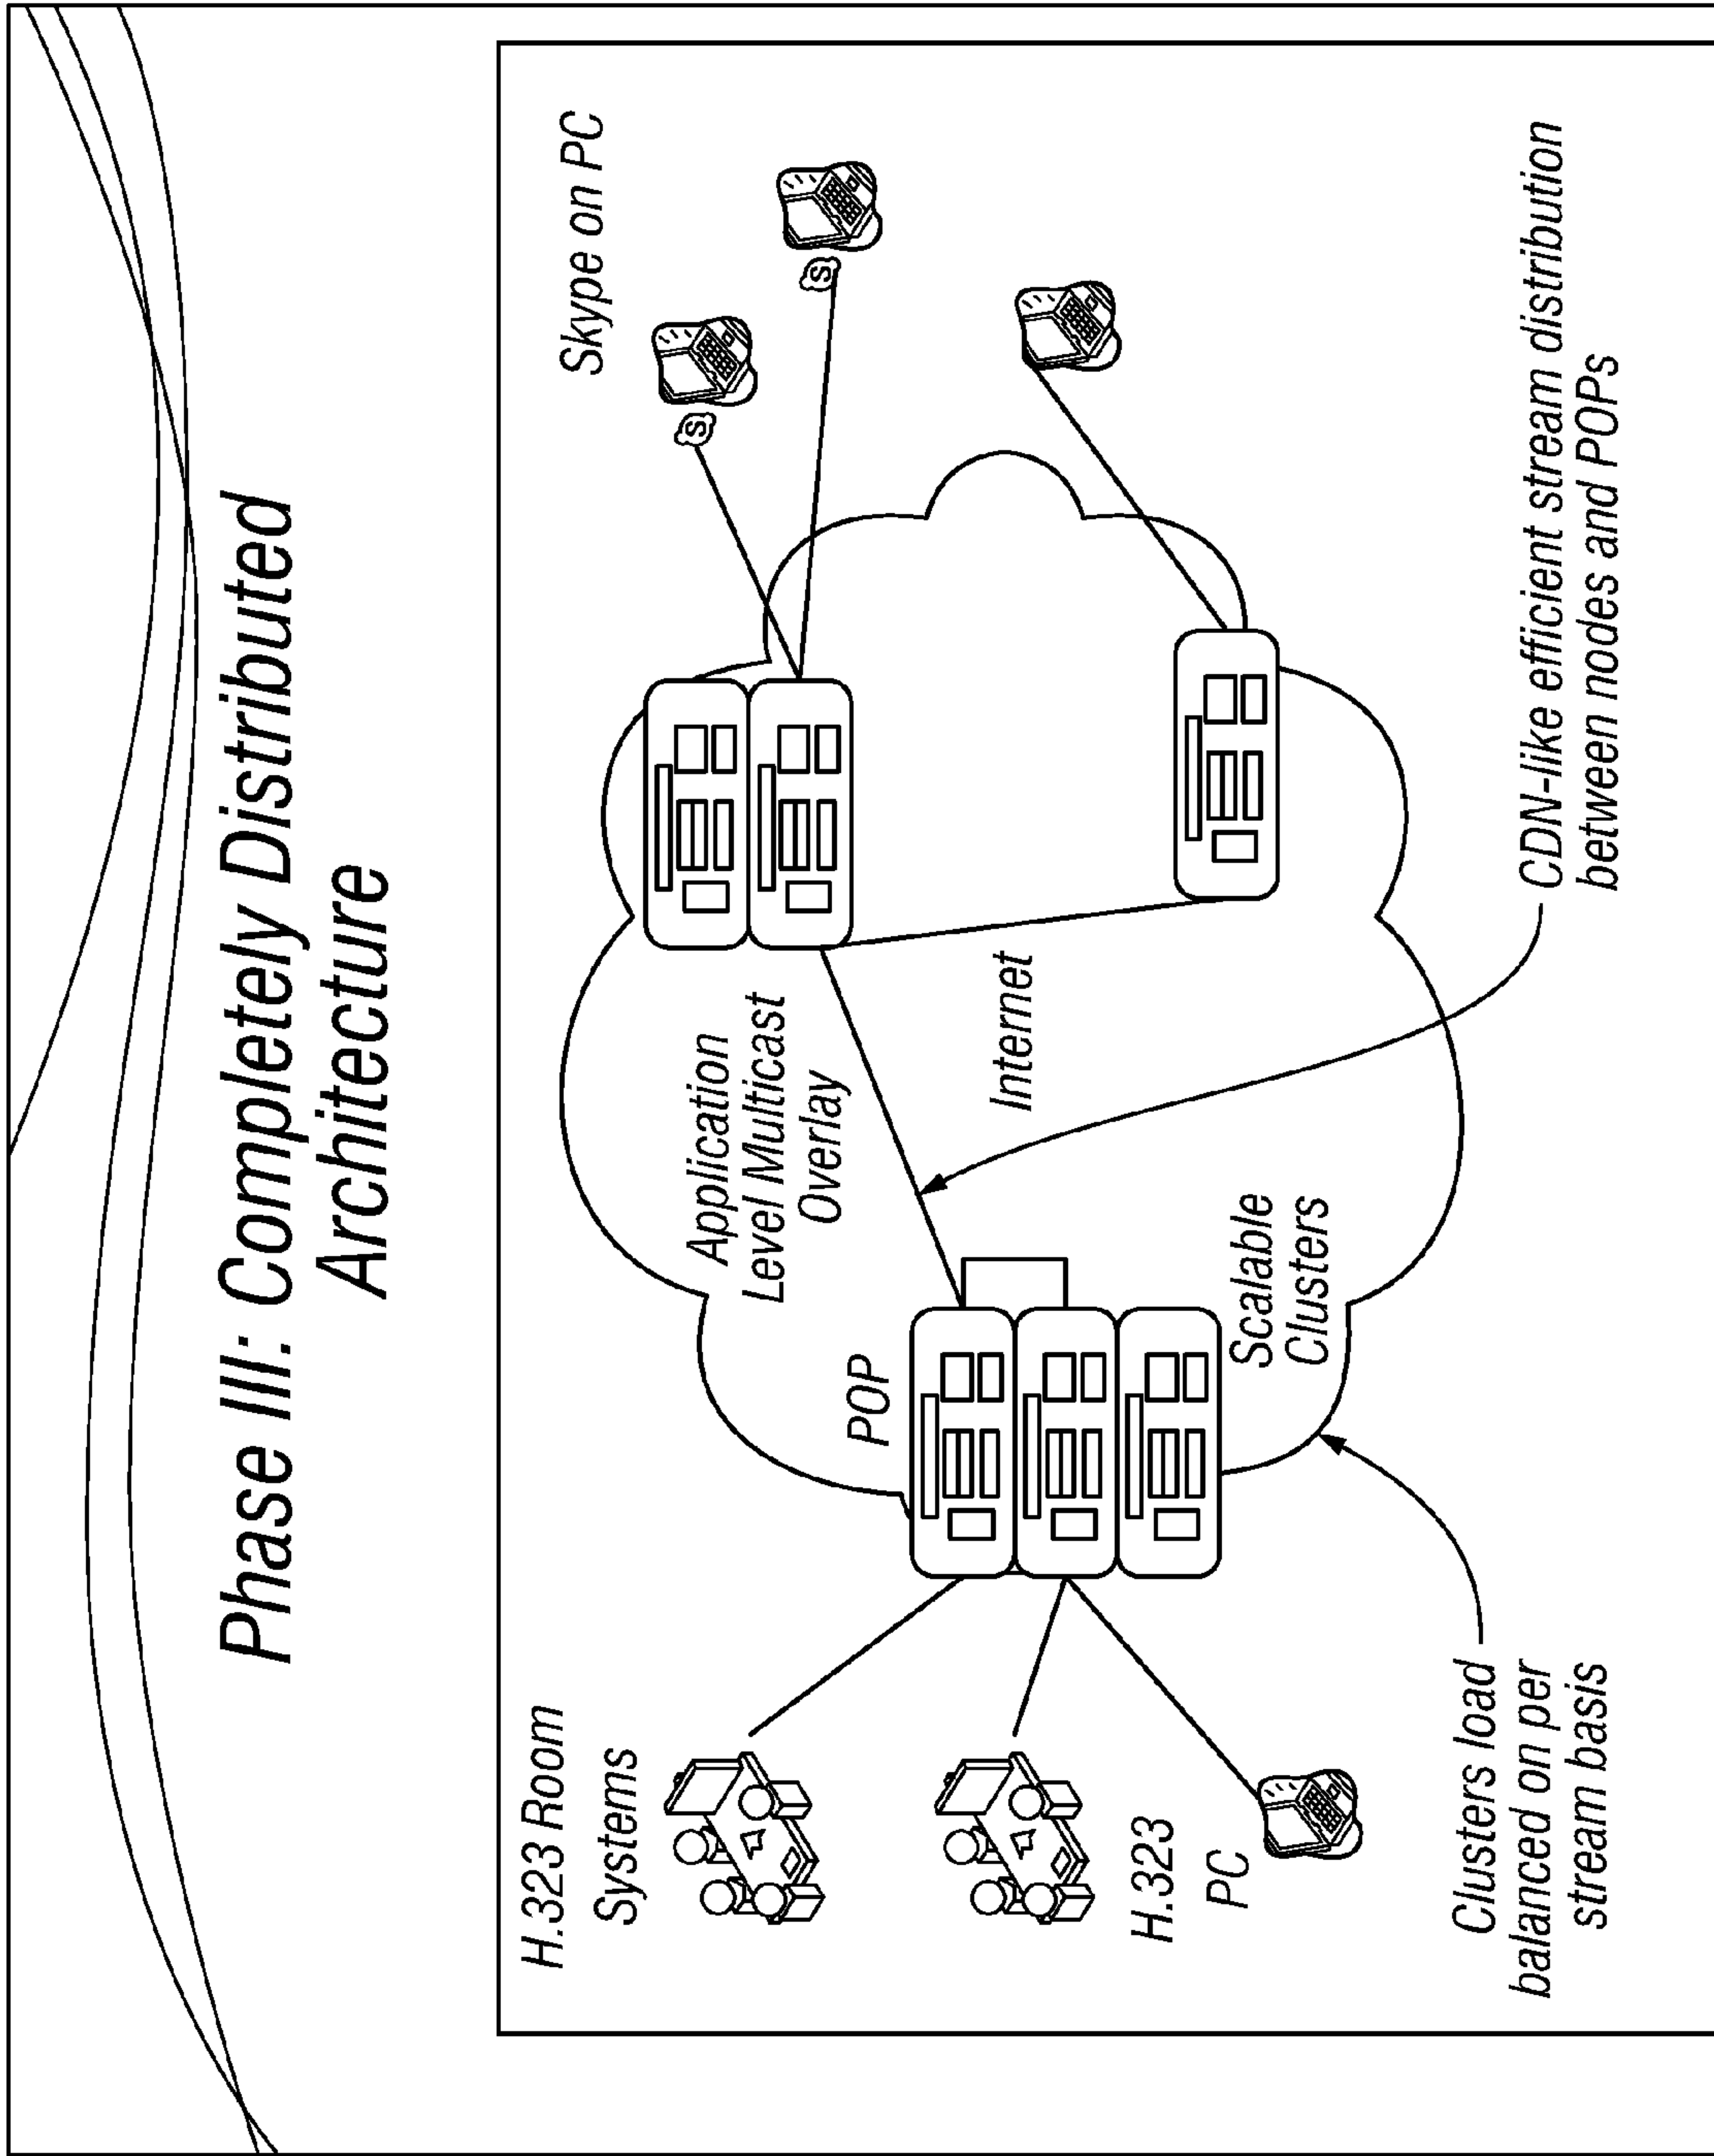 Phase III: Completely Distributed
Architecture
H.323 Room
Systems
Skype on PC
S
S
Application
Level Multicast
Overlay
POP
Internet
H.323
PC
Scalable
Clusters
Clusters load
balanced on per
stream basis
CDN-like efficient stream distribution
between nodes and POPs